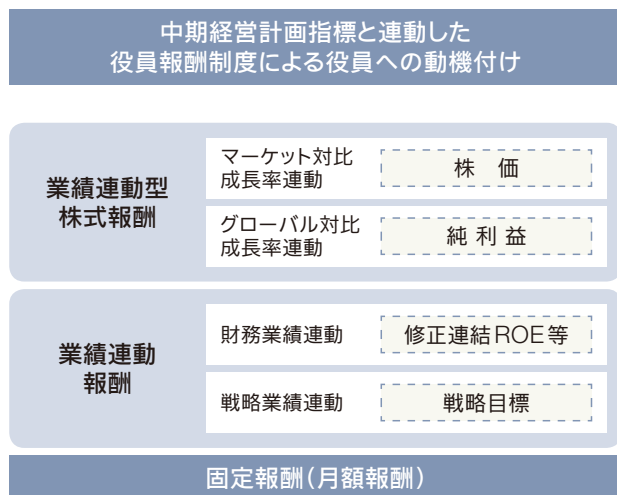 中期経営計画指標と連動した
役員報酬制度による役員への動機付け
業績連動型
株式報酬
マーケット対比
成長率連動
株　価
グローバル対比
成長率連動
純 利 益
業績連動
報酬
財務業績連動
修正連結ROE等
戦略業績連動
戦略目標
固定報酬（月額報酬）